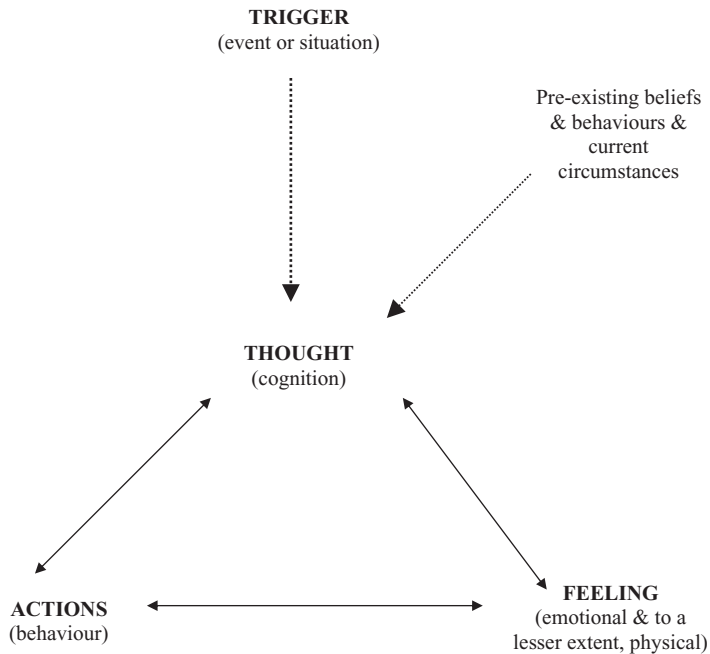 TRIGGER
(event or situation)
Pre-existing beliefs
& behaviours &
current
circumstances
THOUGHT
(cognition)
ACTIONS
(behaviour)
FEELING
(emotional & to a
lesser extent, physical)